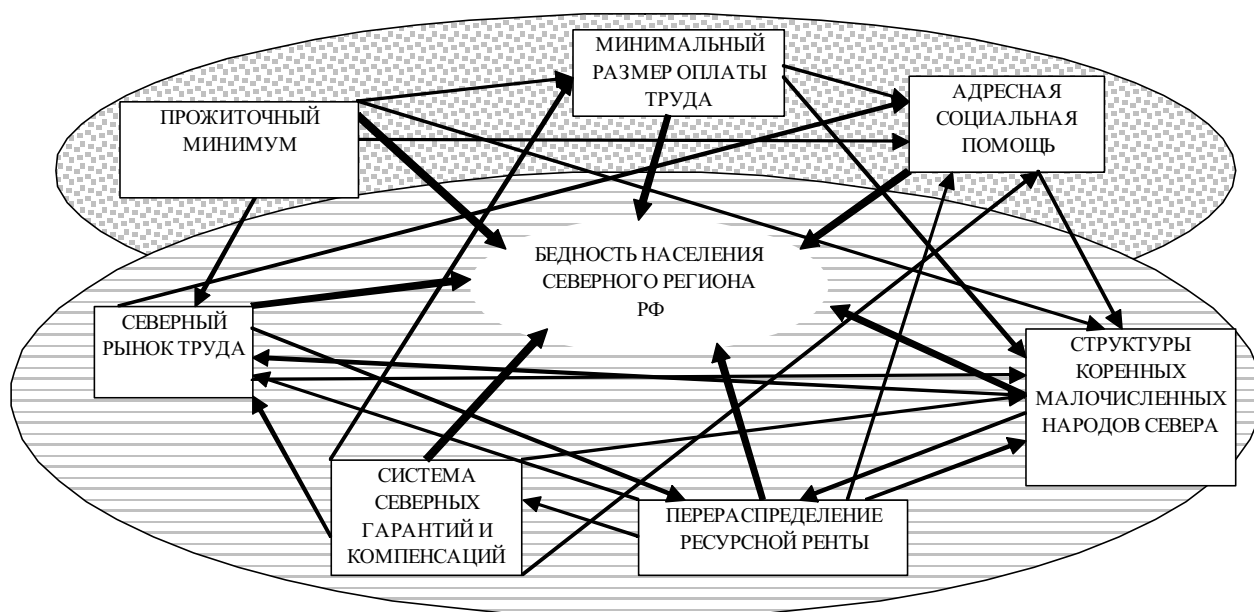 МИНИМАЛЬНЫЙ
РАЗМЕР ОПЛАТЫ
ТРУДА
АДРЕСНАЯ
СОЦИАЛЬНАЯ
ПОМОЩЬ
ПРОЖИТОЧНЫЙ
МИНИМУМ
БЕДНОСТЬ НАСЕЛЕНИЯ
СЕВЕРНОГО РЕГИОНА
РФ
СЕВЕРНЫЙ
РЫНОК ТРУДА
СТРУКТУРЫ
КОРЕННЫХ
МАЛОЧИСЛЕННЫХ
НАРОДОВ СЕВЕРА
СИСТЕМА
СЕВЕРНЫХ
ГАРАНТИЙ И
КОМПЕНСАЦИЙ
ПЕРЕРАСПРЕДЕЛЕНИЕ
РЕСУРСНОЙ РЕНТЫ